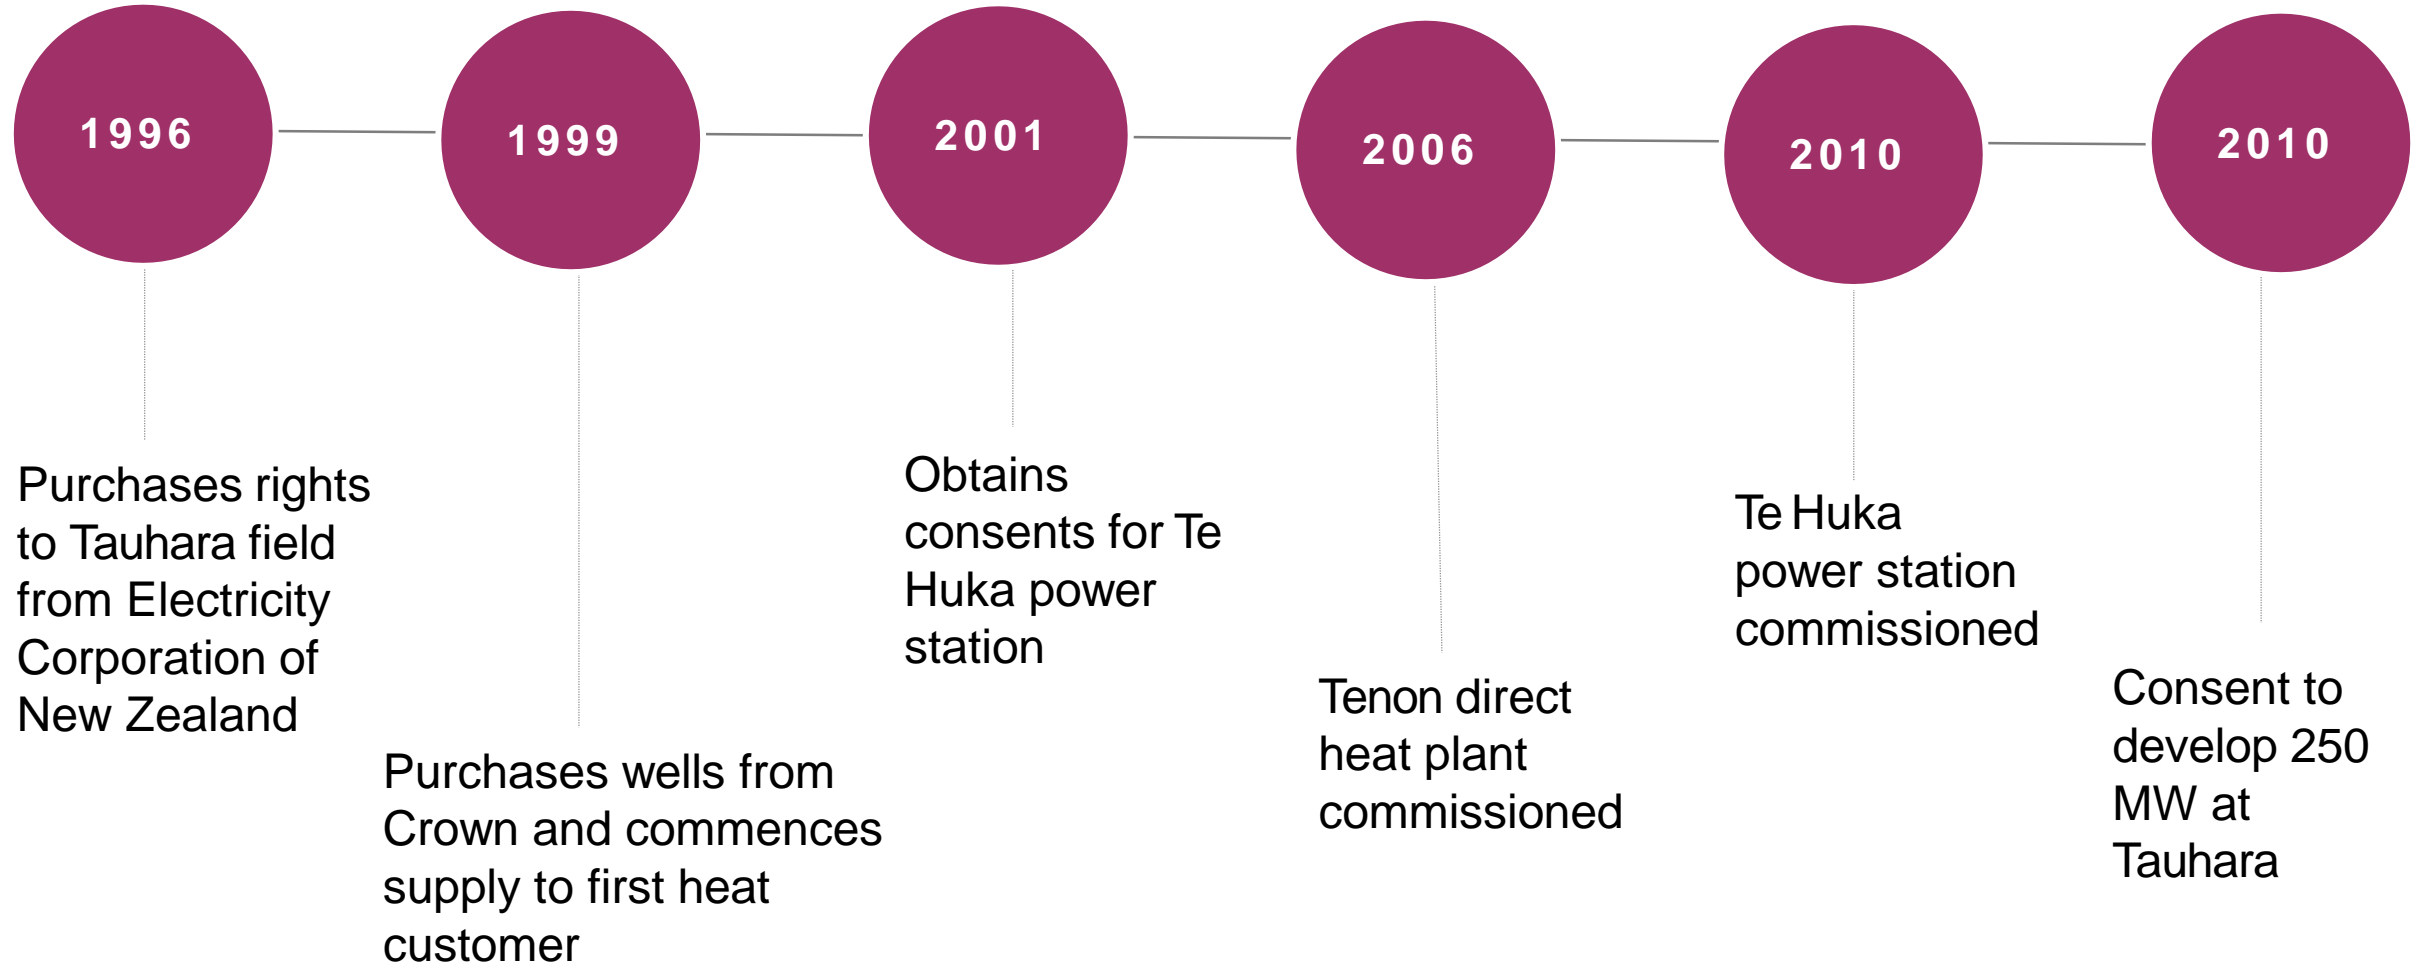 1996
1999
2001
2006
2010
2010
Purchases rights
to Tauhara field
from Electricity
Corporation of
New Zealand
Purchases wells from
Crown and commences
supply to first heat
customer
Obtains
consents for Te
Huka power
station
Tenon direct
heat plant
commissioned
Te Huka
power station
commissioned
Consent to
develop 250
MW at
Tauhara